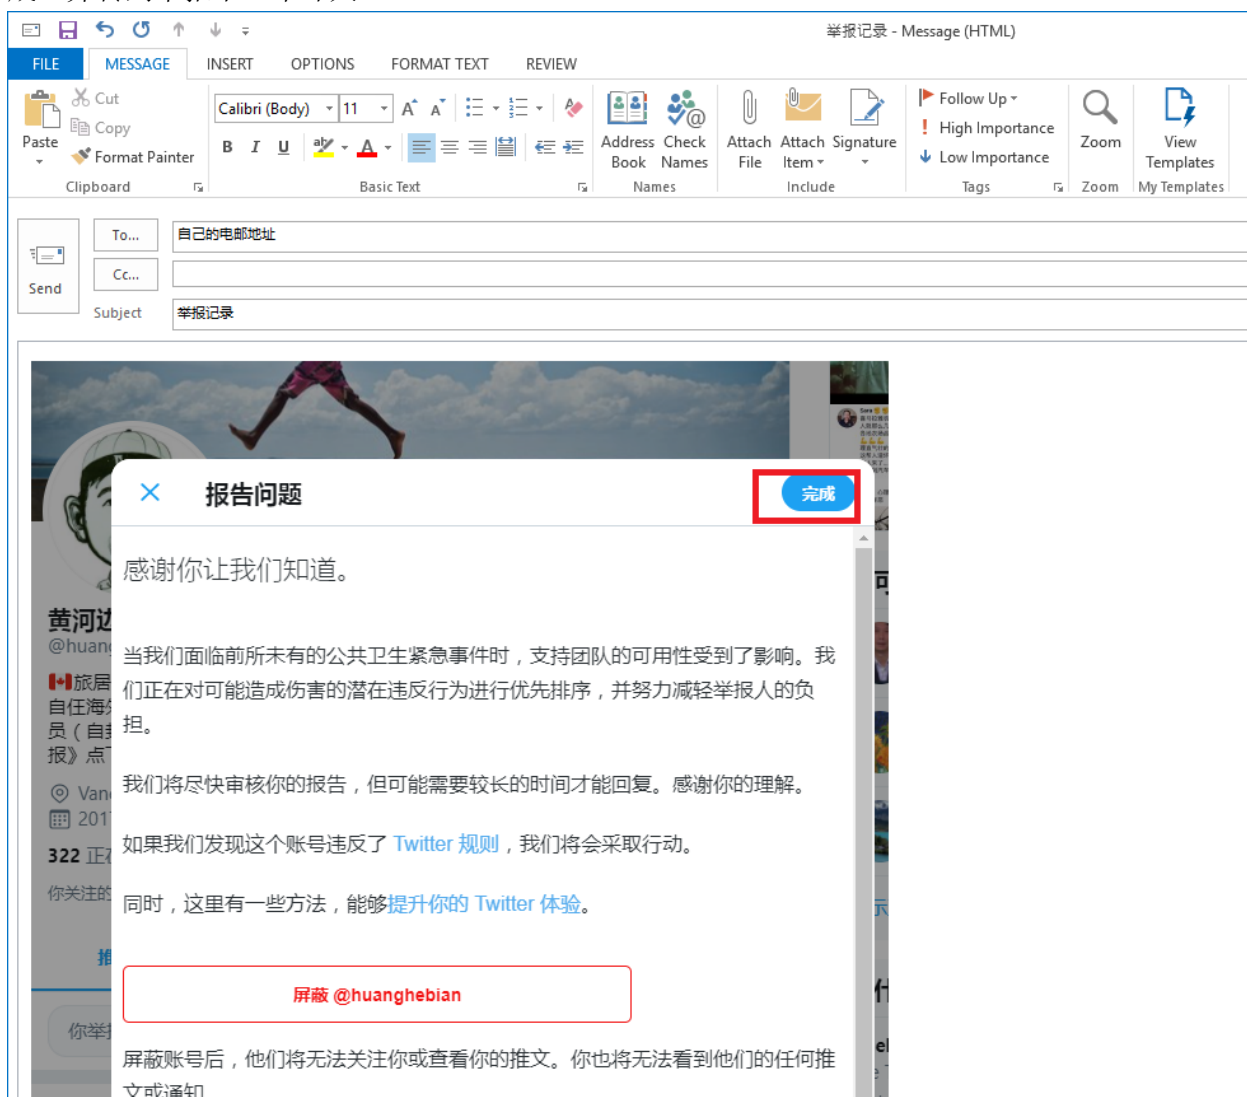 举报记录 - Message (HTML)
FILE MESSAGE INSERT OPTIONS FORMAT TEXT REVIEW
Paste
Cut
Copy
Format Painter
Clipboard
Calibri (Body) 11
B I U
Basic Text
Address Book
Check Names
Names
Attach File
Attach Item
Signature
Include
Follow Up
High Importance
Low Importance
Tags
Zoom
Zoom
View Templates
My Templates
Send
To... 自己的电邮地址
Cc...
Subject 举报记录
报告问题 完成
感谢你让我们知道。
黄河边
@huang
当我们面临前所未有的公共卫生紧急事件时，支持团队的可用性受到了影响。我
们正在对可能造成伤害的潜在违反行为进行优先排序，并努力减轻举报人的负
担。
旅居
自任海外
员（自封
报》点下
我们将尽快审核你的报告，但可能需要较长的时间才能回复。感谢你的理解。
Van
2017
如果我们发现这个账号违反了 Twitter 规则，我们将会采取行动。
322 正在
你关注的
同时，这里有一些方法，能够提升你的 Twitter 体验。
推
屏蔽 @huanghebian
你举报
屏蔽账号后，他们将无法关注你或查看你的推文。你也将无法看到他们的任何推
文或通知